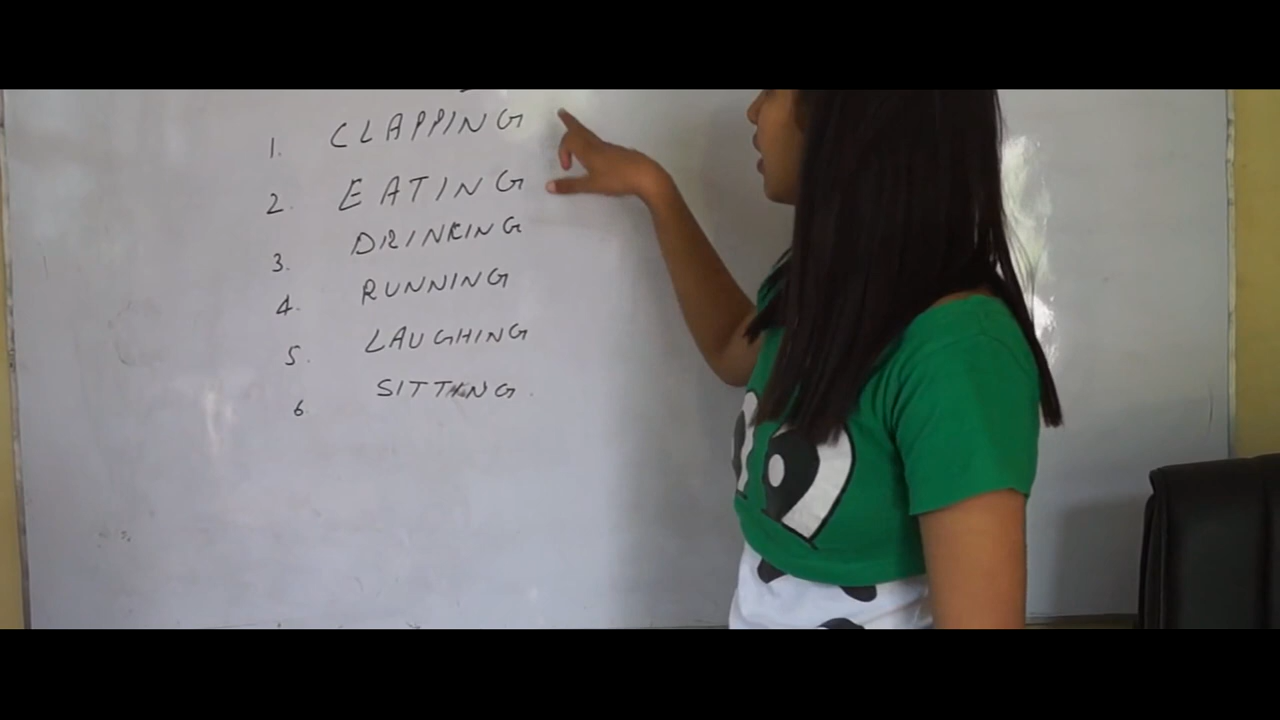 1. CLAPPING
2. EATING
3. DRINKING
4. RUNNING
5. LAUGHING
6. SITTING